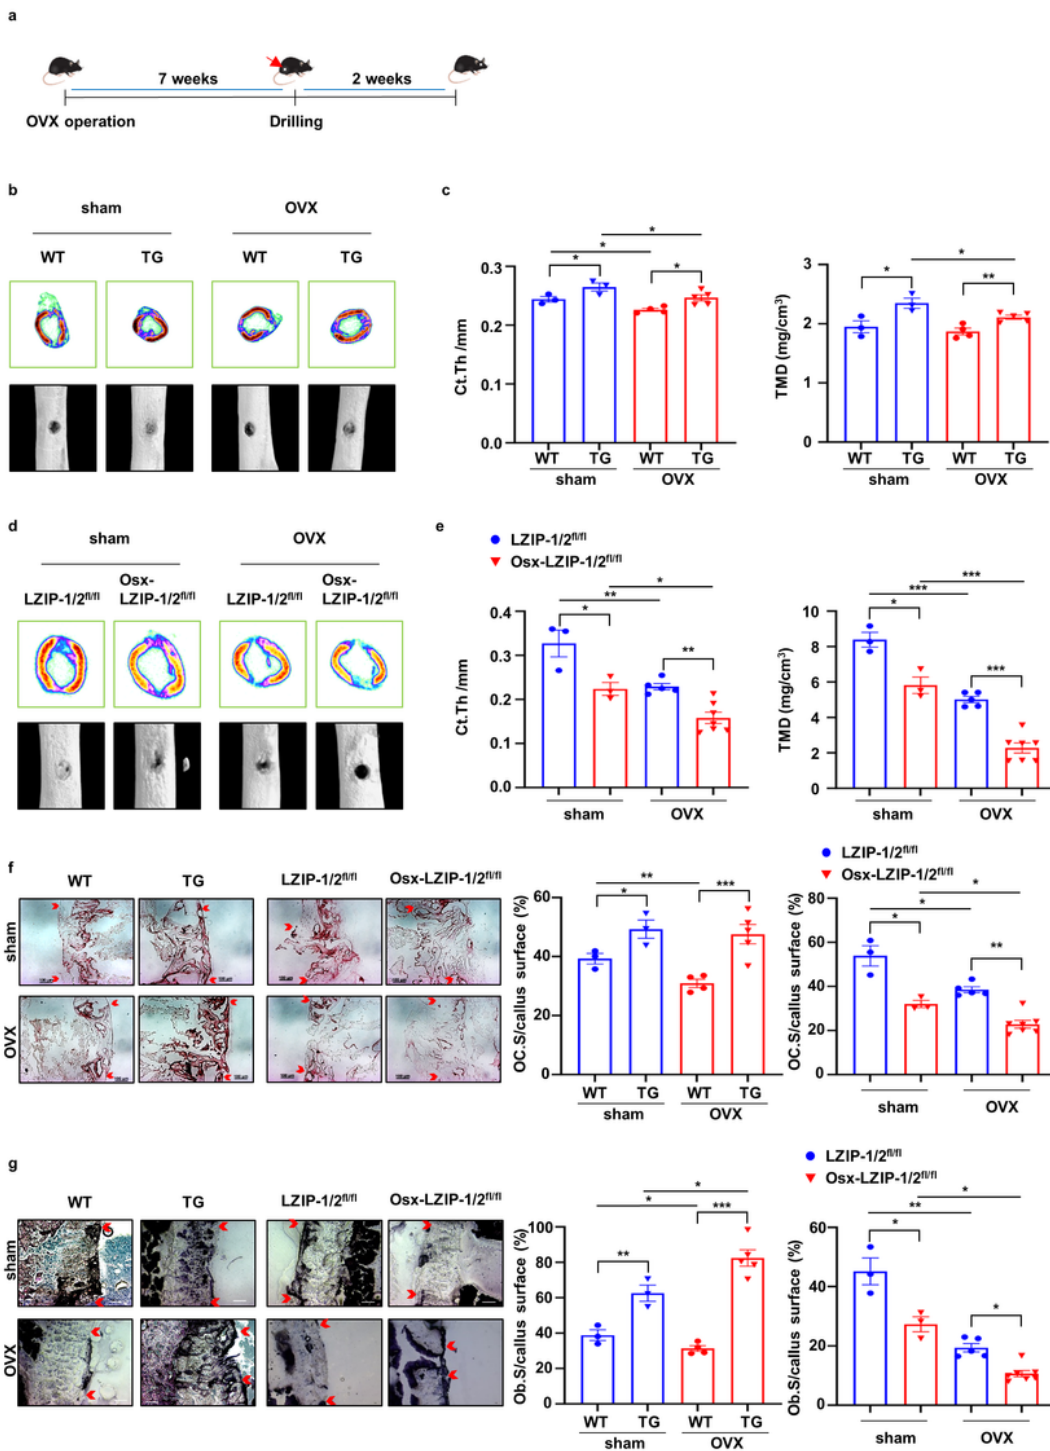 a
7 weeks
2 weeks
OVX operation
Drilling
b
sham
OVX
WT
TG
WT
TG
c
Ct.Th /mm
0.3
0.2
0.1
0.0
*
*
*
*
WT
TG
WT
TG
sham
OVX
TMD (mg/cm³)
3
2
1
0
*
*
**
WT
TG
WT
TG
sham
OVX
d
sham
OVX
LZIP-1/2fl/fl
Osx-
LZIP-1/2fl/fl
LZIP-1/2fl/fl
Osx-
LZIP-1/2fl/fl
e
LZIP-1/2fl/fl
Osx-LZIP-1/2fl/fl
Ct.Th /mm
0.4
0.3
0.2
0.1
0.0
*
**
*
**
sham
OVX
TMD (mg/cm³)
10
8
6
4
2
0
***
***
*
***
sham
OVX
f
WT
TG
LZIP-1/2fl/fl
Osx-LZIP-1/2fl/fl
sham
OVX
OC.S/callus surface (%)
60
40
20
0
**
*
***
WT
TG
WT
TG
sham
OVX
LZIP-1/2fl/fl
Osx-LZIP-1/2fl/fl
OC.S/callus surface (%)
80
60
40
20
0
*
*
*
**
sham
OVX
g
WT
TG
LZIP-1/2fl/fl
Osx-LZIP-1/2fl/fl
sham
OVX
Ob.S/callus surface (%)
100
80
60
40
20
0
*
*
**
***
WT
TG
WT
TG
sham
OVX
LZIP-1/2fl/fl
Osx-LZIP-1/2fl/fl
Ob.S/callus surface (%)
60
40
20
0
*
**
*
*
sham
OVX